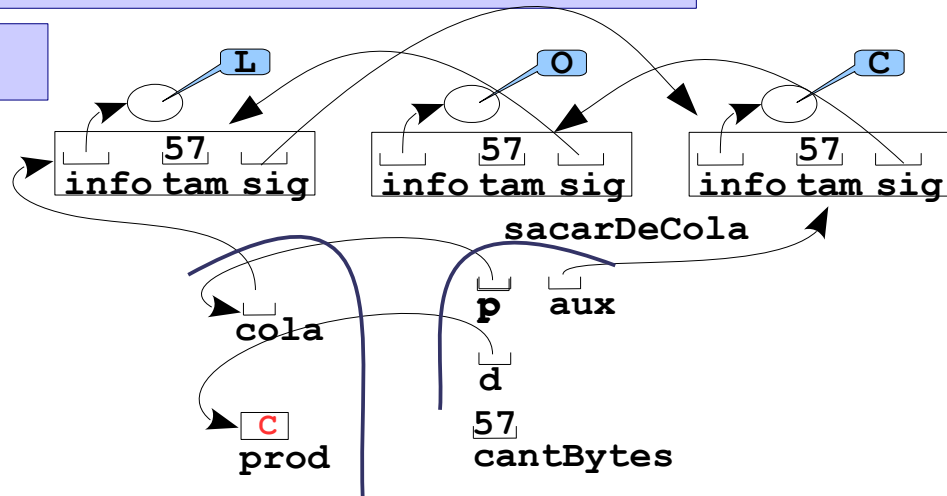 L O C
57 57 57
info tam sig info tam sig info tam sig
sacarDeCola
p aux
cola
d
C 57
prod cantBytes